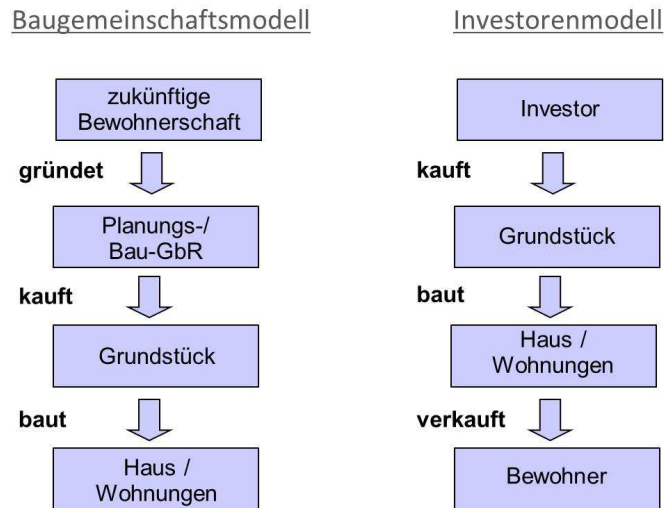 Baugemeinschaftsmodell
zukünftige
Bewohnerschaft
gründet
Planungs-/
Bau-GbR
kauft
Grundstück
baut
Haus /
Wohnungen
Investorenmodell
Investor
kauft
Grundstück
baut
Haus /
Wohnungen
verkauft
Bewohner